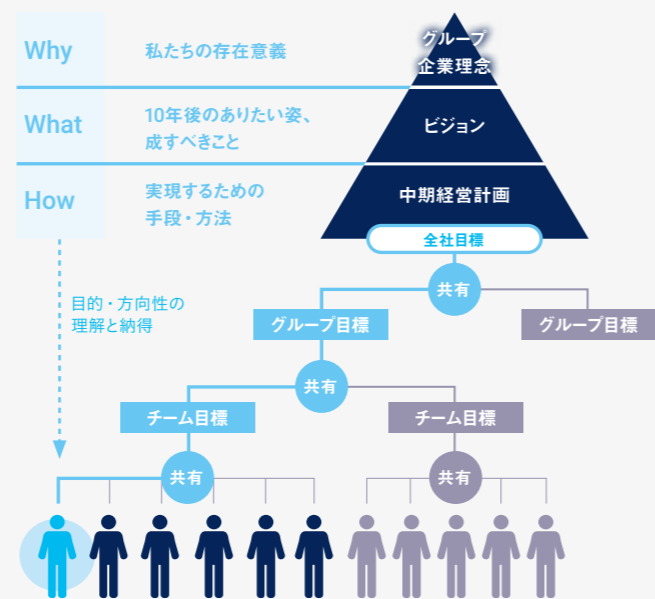 Why
私たちの存在意義
グループ
企業理念
What
10年後のありたい姿、
成すべきこと
ビジョン
How
実現するための
手段・方法
中期経営計画
全社目標
共有
目的・方向性の
理解と納得
グループ目標
グループ目標
共有
チーム目標
チーム目標
共有
共有